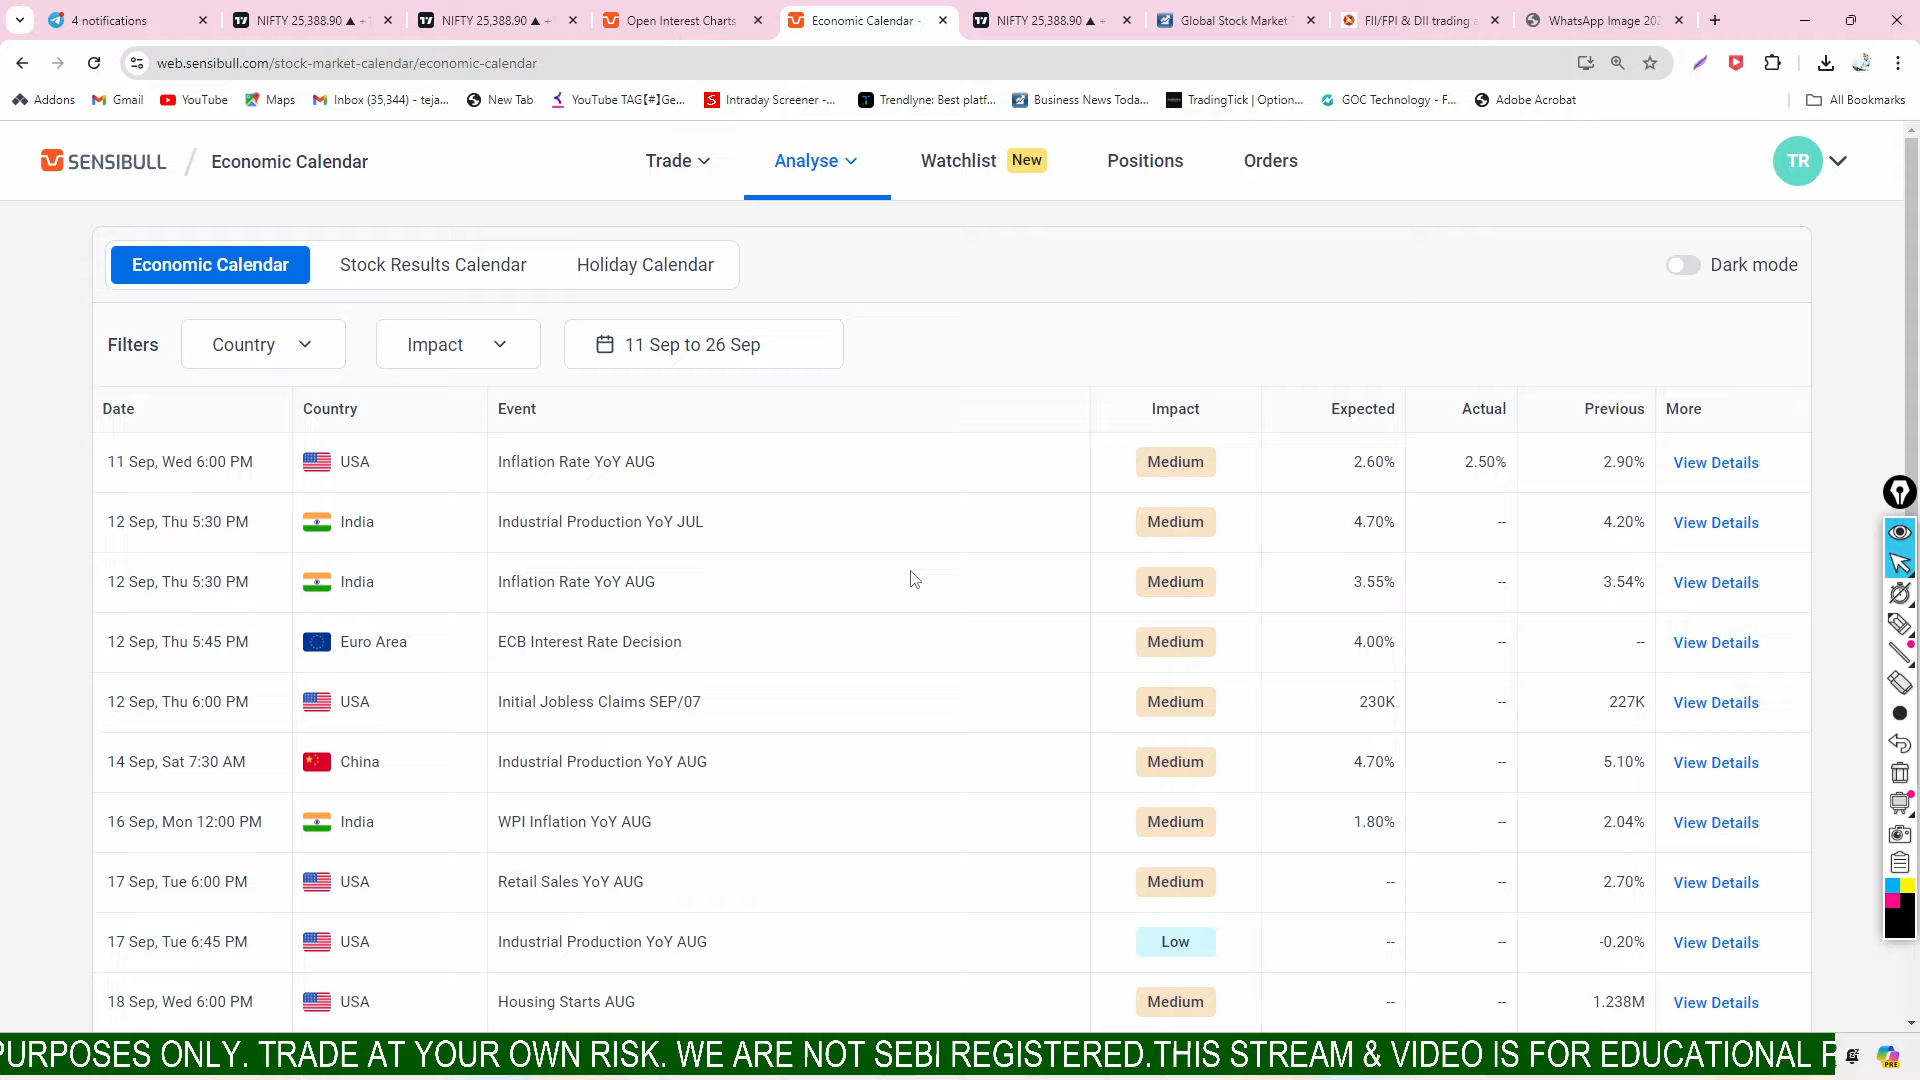 4 notifications
NIFTY 25,388.90 ▲ +
NIFTY 25,388.90 ▲ +
Open Interest Charts
Economic Calendar -
NIFTY 25,388.90 ▲ +
Global Stock Market
FII/FPI & DII trading
WhatsApp Image 202
web.sensibull.com/stock-market-calendar/economic-calendar
Addons
Gmail
YouTube
Maps
Inbox (35,344) - teja...
New Tab
YouTube TAG【#】Ge...
Intraday Screener -...
Trendlyne: Best platf...
Business News Toda...
TradingTick | Option...
GOC Technology - F...
Adobe Acrobat
All Bookmarks
SENSIBULL / Economic Calendar
Trade
Analyse
Watchlist New
Positions
Orders
TR
Economic Calendar
Stock Results Calendar
Holiday Calendar
Dark mode
Filters
Country
Impact
11 Sep to 26 Sep
Date Country Event Impact Expected Actual Previous More
11 Sep, Wed 6:00 PM USA Inflation Rate YoY AUG Medium 2.60% 2.50% 2.90% View Details
12 Sep, Thu 5:30 PM India Industrial Production YoY JUL Medium 4.70% -- 4.20% View Details
12 Sep, Thu 5:30 PM India Inflation Rate YoY AUG Medium 3.55% -- 3.54% View Details
12 Sep, Thu 5:45 PM Euro Area ECB Interest Rate Decision Medium 4.00% -- -- View Details
12 Sep, Thu 6:00 PM USA Initial Jobless Claims SEP/07 Medium 230K -- 227K View Details
14 Sep, Sat 7:30 AM China Industrial Production YoY AUG Medium 4.70% -- 5.10% View Details
16 Sep, Mon 12:00 PM India WPI Inflation YoY AUG Medium 1.80% -- 2.04% View Details
17 Sep, Tue 6:00 PM USA Retail Sales YoY AUG Medium -- -- 2.70% View Details
17 Sep, Tue 6:45 PM USA Industrial Production YoY AUG Low -- -- -0.20% View Details
18 Sep, Wed 6:00 PM USA Housing Starts AUG Medium -- -- 1.238M View Details
PURPOSES ONLY. TRADE AT YOUR OWN RISK. WE ARE NOT SEBI REGISTERED.THIS STREAM & VIDEO IS FOR EDUCATIONAL P
PRE